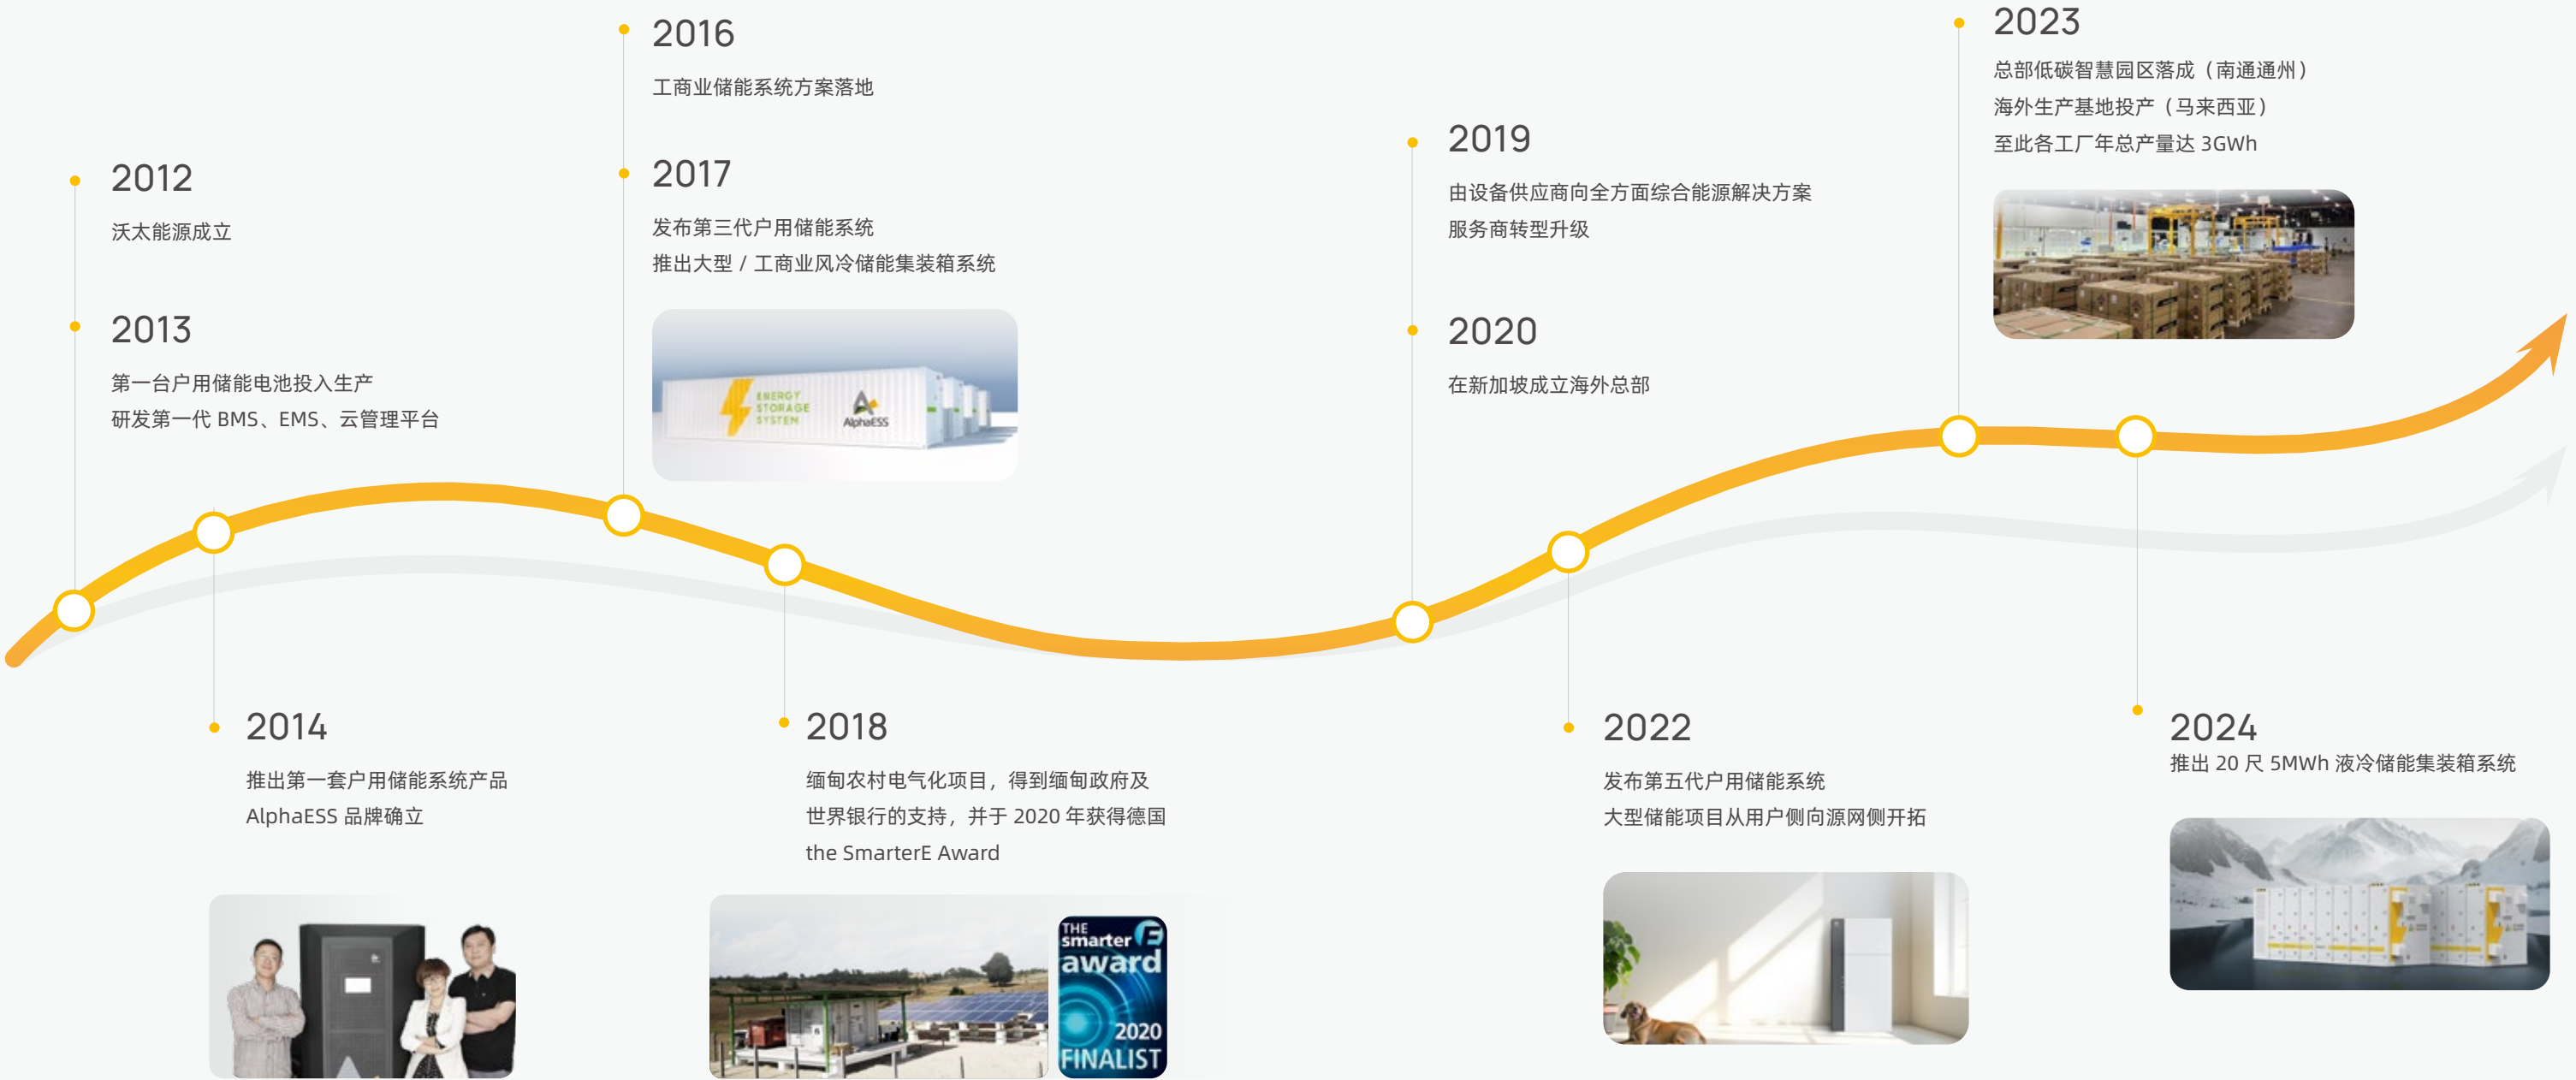 2012
沃太能源成立
2013
第一台户用储能电池投入生产
研发第一代 BMS、EMS、云管理平台
2014
推出第一套户用储能系统产品
AlphaESS 品牌确立
2016
工商业储能系统方案落地
2017
发布第三代户用储能系统
推出大型 / 工商业风冷储能集装箱系统
ENERGY
STORAGE
SYSTEM
AlphaESS
2018
缅甸农村电气化项目，得到缅甸政府及
世界银行的支持，并于 2020 年获得德国
the SmarterE Award
THE
smarter E
award
2020
FINALIST
2019
由设备供应商向全方面综合能源解决方案
服务商转型升级
2020
在新加坡成立海外总部
2022
发布第五代户用储能系统
大型储能项目从用户侧向源网侧开拓
2023
总部低碳智慧园区落成（南通通州）
海外生产基地投产（马来西亚）
至此各工厂年总产量达 3GWh
2024
推出 20 尺 5MWh 液冷储能集装箱系统